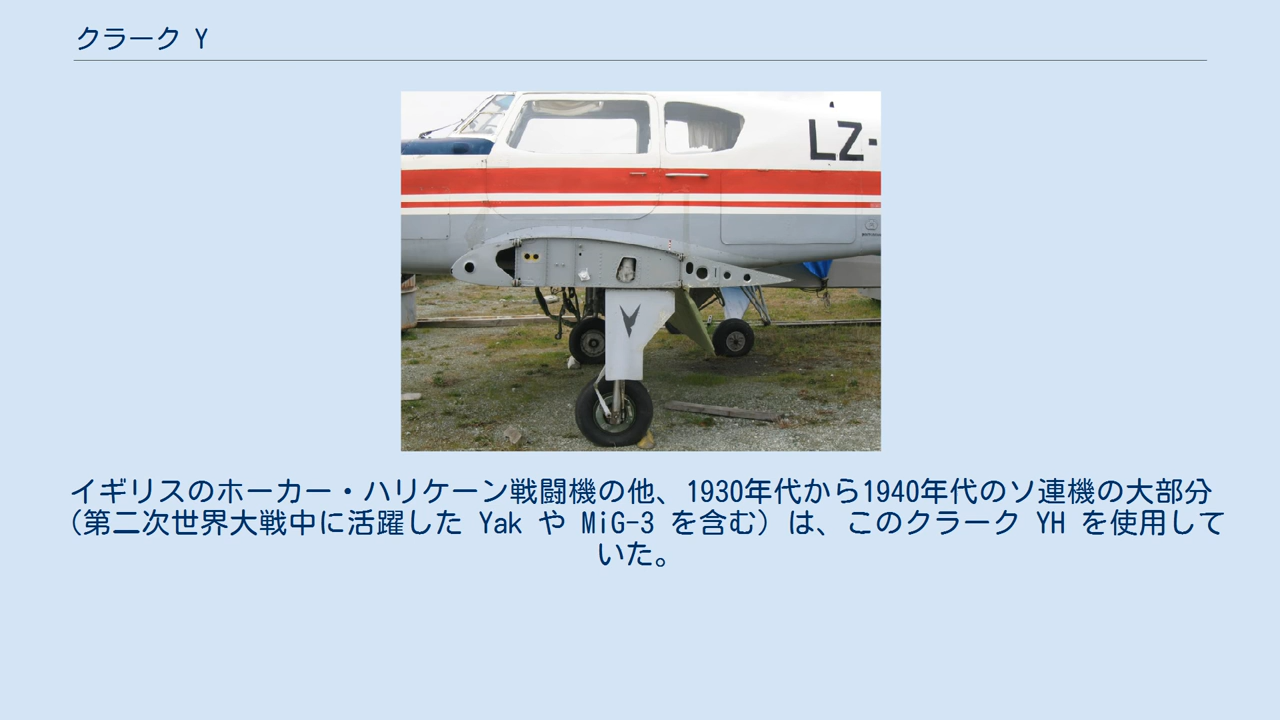 クラーク Y
LZ-
イギリスのホーカー・ハリケーン戦闘機の他、1930年代から1940年代のソ連機の大部分
(第二次世界大戦中に活躍した Yak や MiG-3 を含む) は、このクラーク YH を使用して
いた。